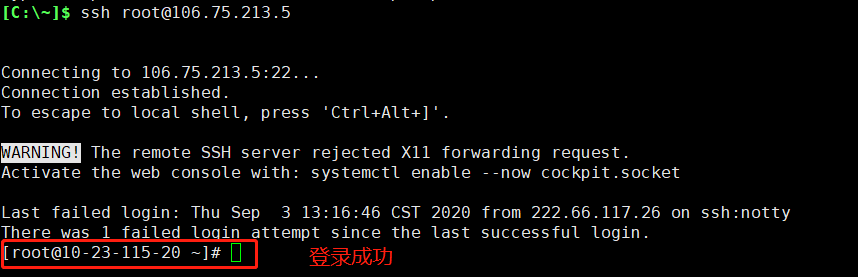 [C:\~]$ ssh root@106.75.213.5
Connecting to 106.75.213.5:22...
Connection established.
To escape to local shell, press 'Ctrl+Alt+]'.
WARNING! The remote SSH server rejected X11 forwarding request.
Activate the web console with: systemctl enable --now cockpit.socket
Last failed login: Thu Sep  3 13:16:46 CST 2020 from 222.66.117.26 on ssh:notty
There was 1 failed login attempt since the last successful login.
[root@10-23-115-20 ~]# 登录成功